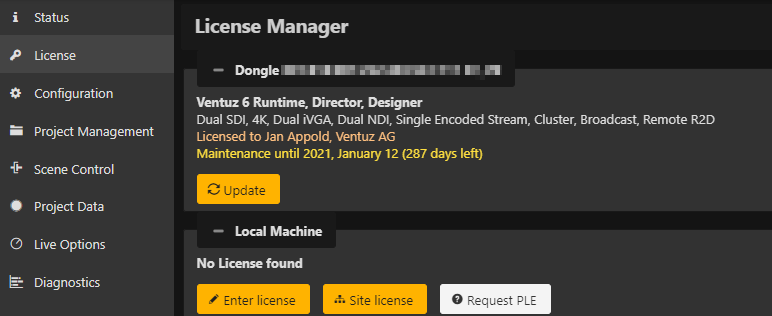 Status
License
Configuration
Project Management
Scene Control
Project Data
Live Options
Diagnostics
License Manager
Dongle
Ventuz 6 Runtime, Director, Designer
Dual SDI, 4K, Dual iVGA, Dual NDI, Single Encoded Stream, Cluster, Broadcast, Remote R2D
Licensed to Jan Appold, Ventuz AG
Maintenance until 2021, January 12 (287 days left)
Update
Local Machine
No License found
Enter license
Site license
Request PLE